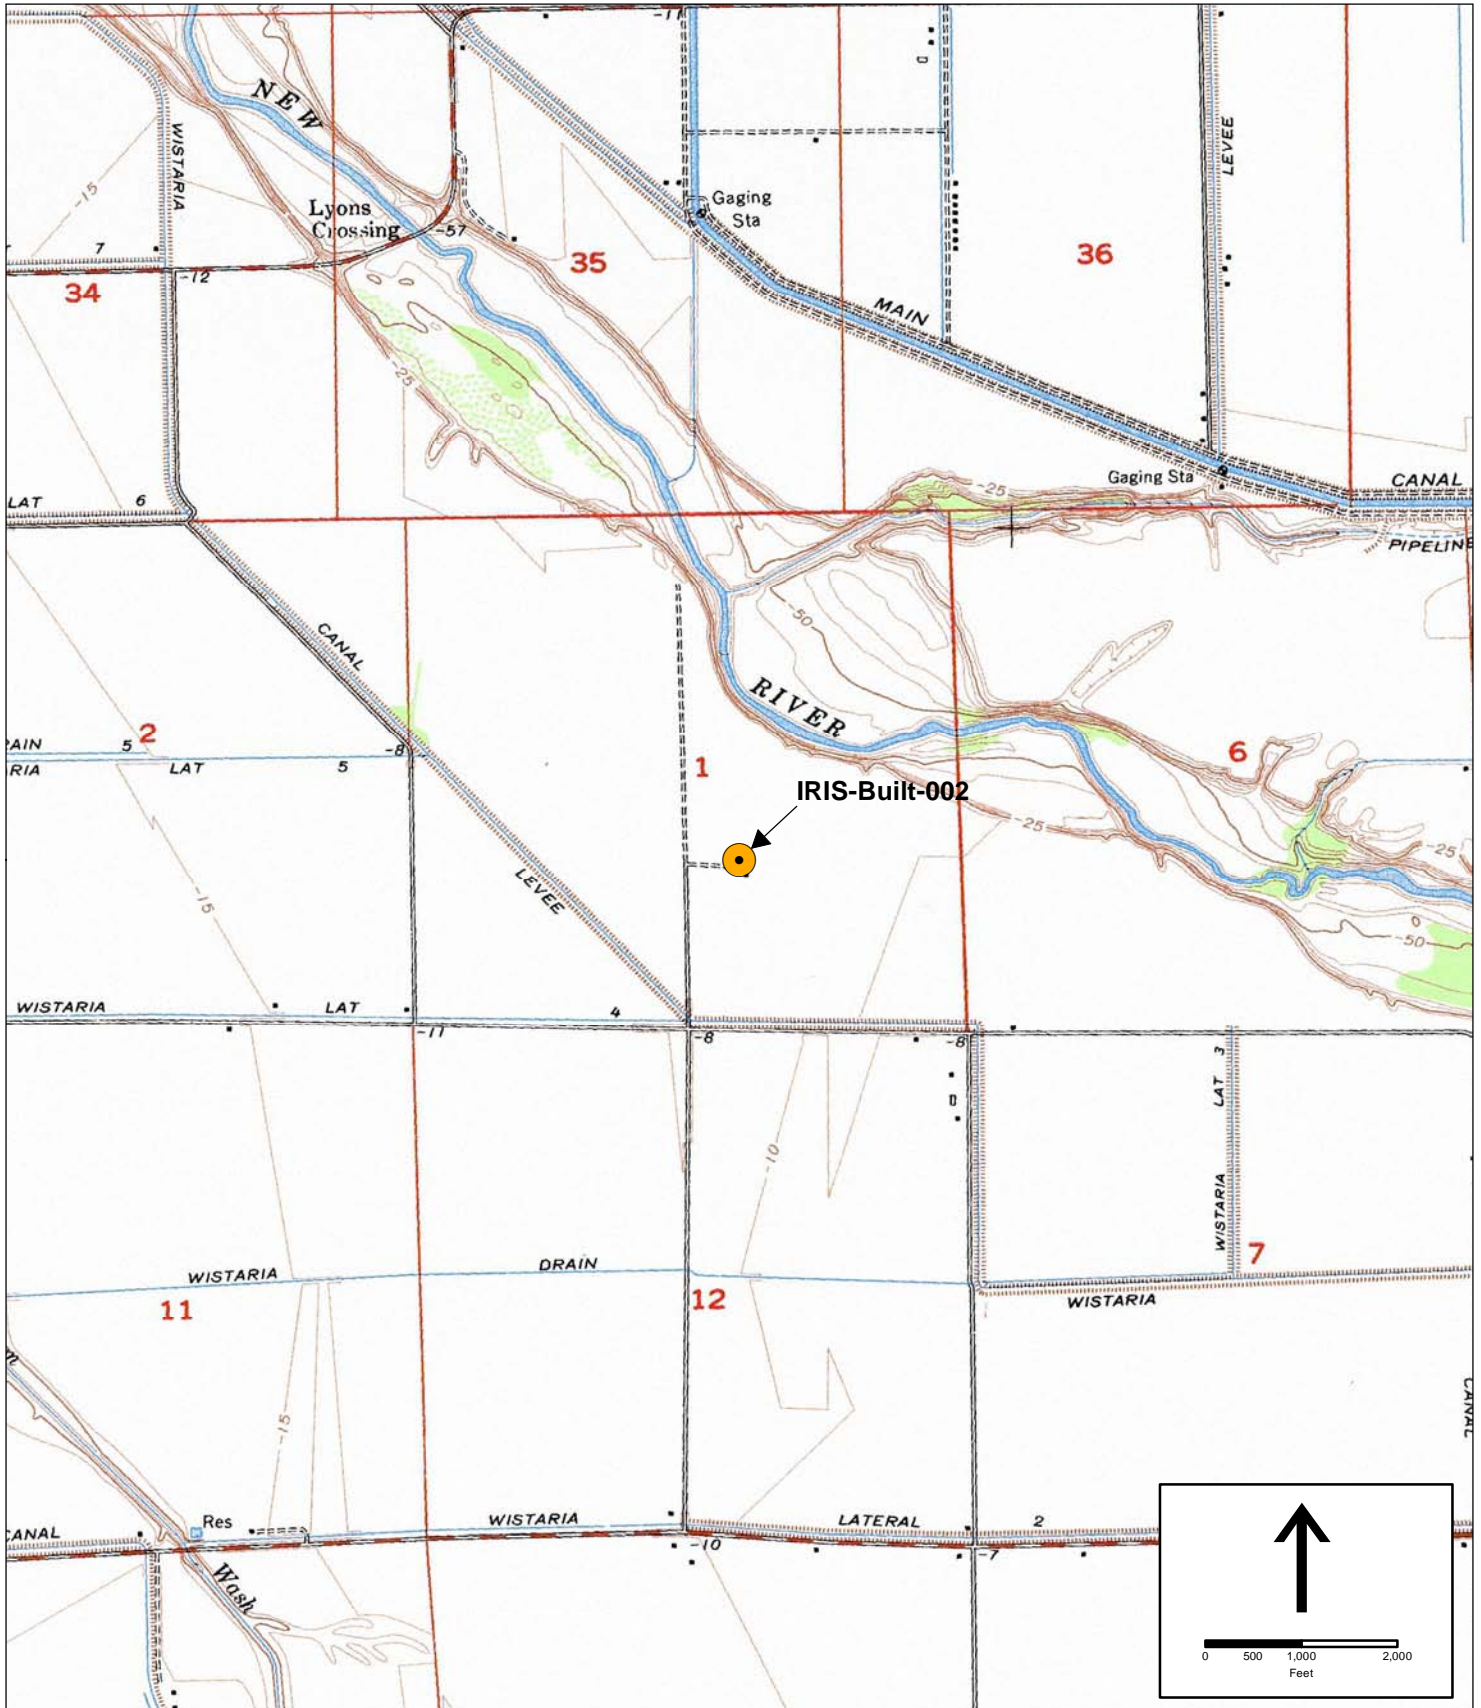 -11
NEW
WISTARIA
LEVEE
-15
Lyons
Crossing
-57
Gaging
Sta
35
36
7
-12
34
MAIN
-25
LAT
6
-25
Gaging Sta
CANAL
PIPELINE
CANAL
-50
RIVER
2
5
-8
RIA
LAT
5
1
6
IRIS-Built-002
-25
-25
-15
LEVEE
-50
WISTARIA
LAT
4
-11
-8
-8
LAT 3
-10
WISTARIA
7
WISTARIA
DRAIN
WISTARIA
11
12
-15
CANAL
Res
CANAL
WISTARIA
LATERAL
2
-10
-7
Wash
0
500
1,000
2,000
Feet